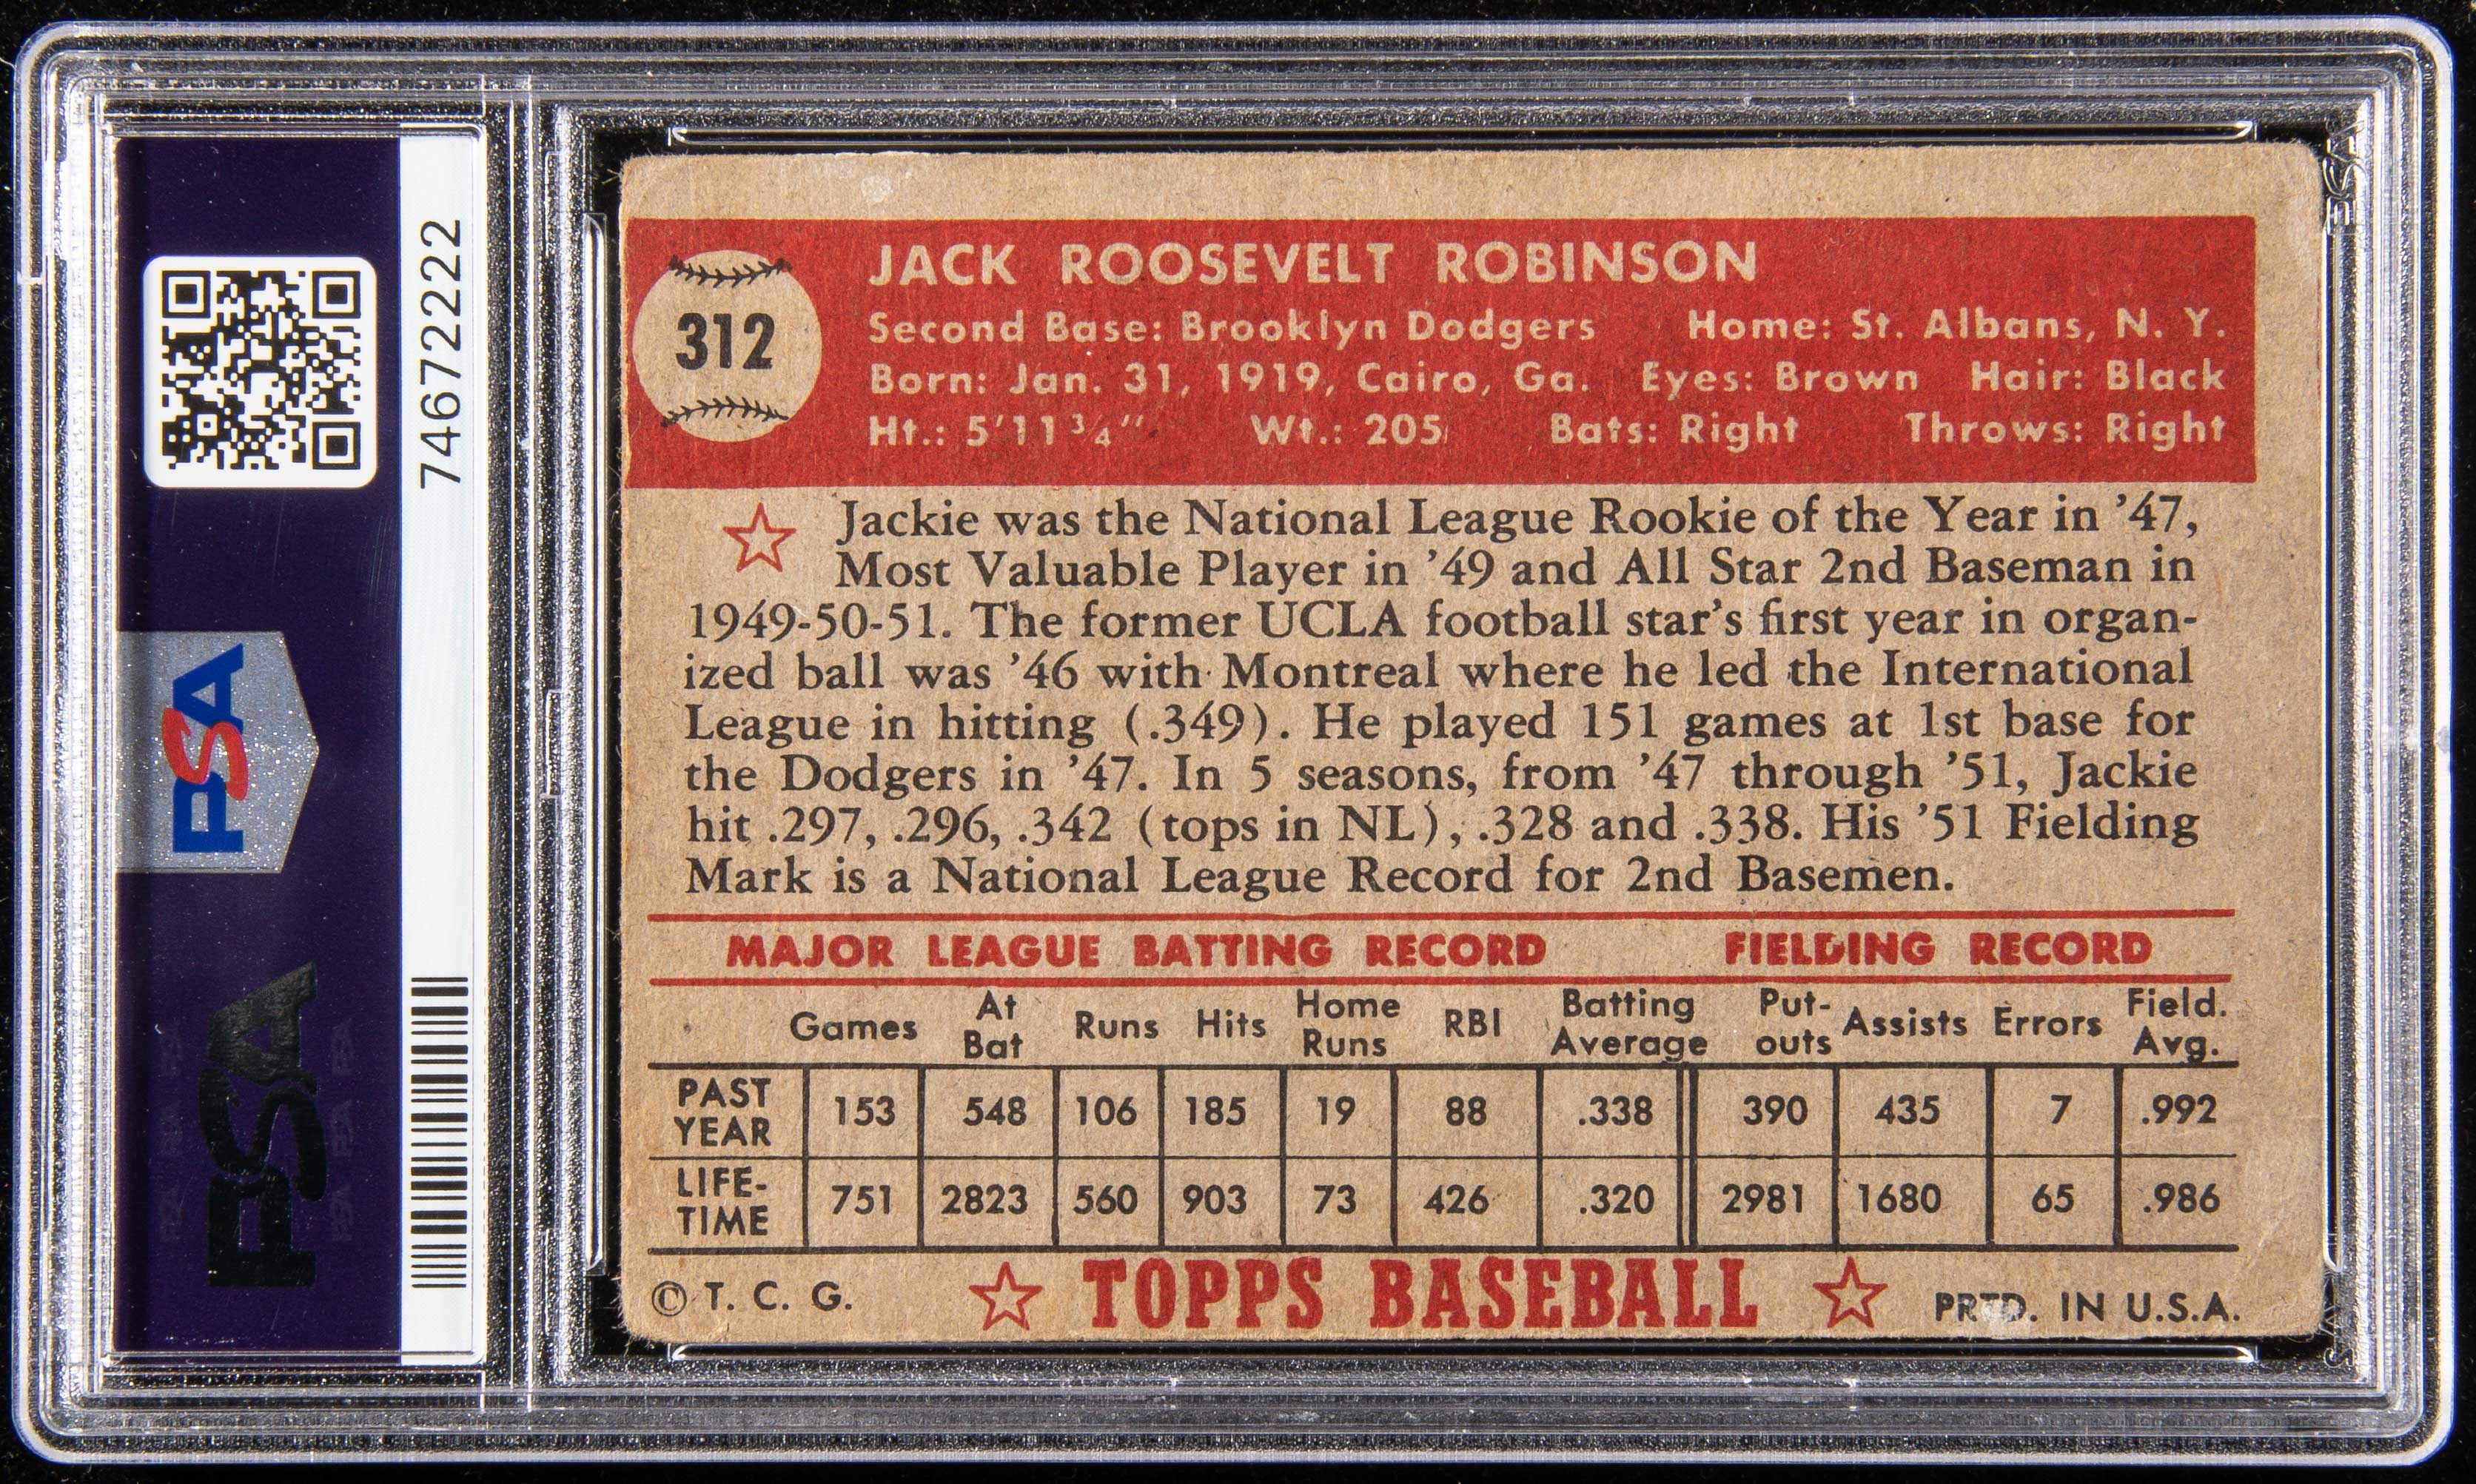 74672222
PSA
PSA
312
JACK ROOSEVELT ROBINSON
Second Base: Brooklyn Dodgers Home: St. Albans, N. Y.
Born: Jan. 31, 1919, Cairo, Ga. Eyes: Brown Hair: Black
Ht.: 5'11 3/4" Wt.: 205 Bats: Right Throws: Right
Jackie was the National League Rookie of the Year in '47,
Most Valuable Player in '49 and All Star 2nd Baseman in
1949-50-51. The former UCLA football star's first year in organ-
ized ball was '46 with Montreal where he led the International
League in hitting (.349). He played 151 games at 1st base for
the Dodgers in '47. In 5 seasons, from '47 through '51, Jackie
hit .297, .296, .342 (tops in NL), .328 and .338. His '51 Fielding
Mark is a National League Record for 2nd Basemen.
MAJOR LEAGUE BATTING RECORD FIELDING RECORD
Games At Bat Runs Hits Home Runs RBI Batting Average Put-outs Assists Errors Field. Avg.
PAST YEAR 153 548 106 185 19 88 .338 390 435 7 .992
LIFE-TIME 751 2823 560 903 73 426 .320 2981 1680 65 .986
© T. C. G. TOPPS BASEBALL PRTD. IN U.S.A.